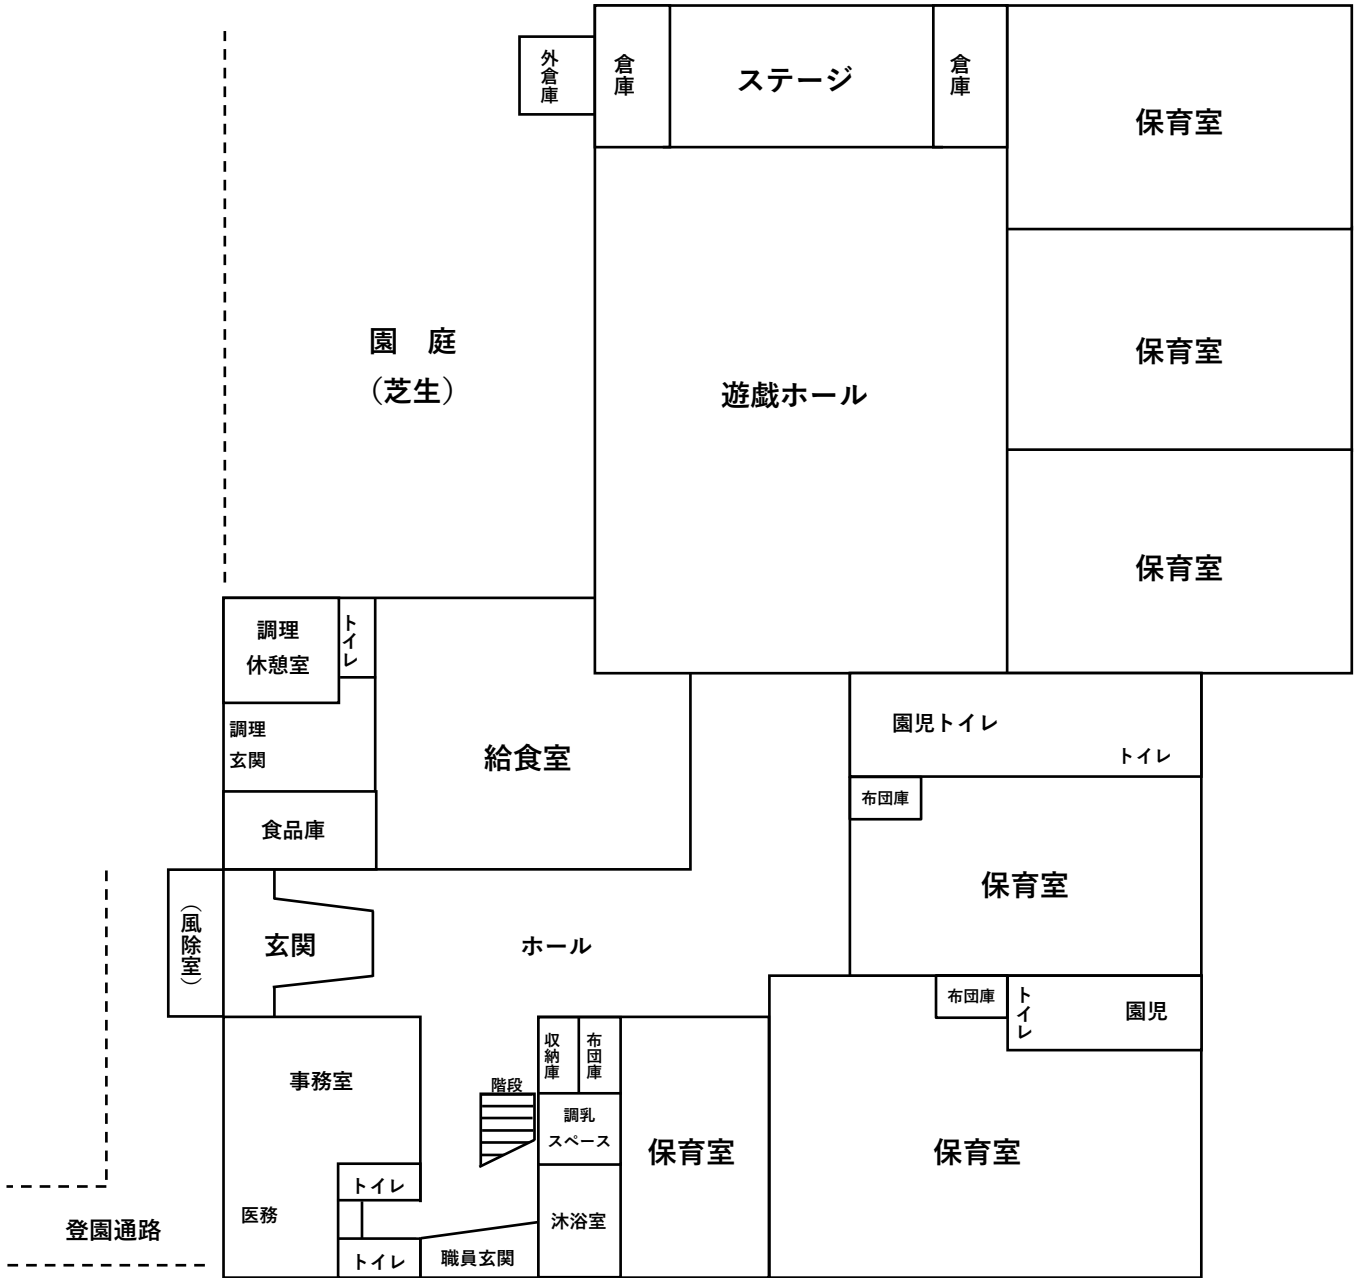 外倉庫
倉庫
ステージ
倉庫
保育室
園　庭
（芝生）
遊戯ホール
保育室
保育室
調理
休憩室
トイレ
調理
玄関
給食室
食品庫
園児トイレ
トイレ
布団庫
保育室
（風除室）
玄関
ホール
布団庫
トイレ
園児
事務室
収納庫
布団庫
階段
調乳
スペース
保育室
保育室
トイレ
医務
沐浴室
登園通路
トイレ
職員玄関